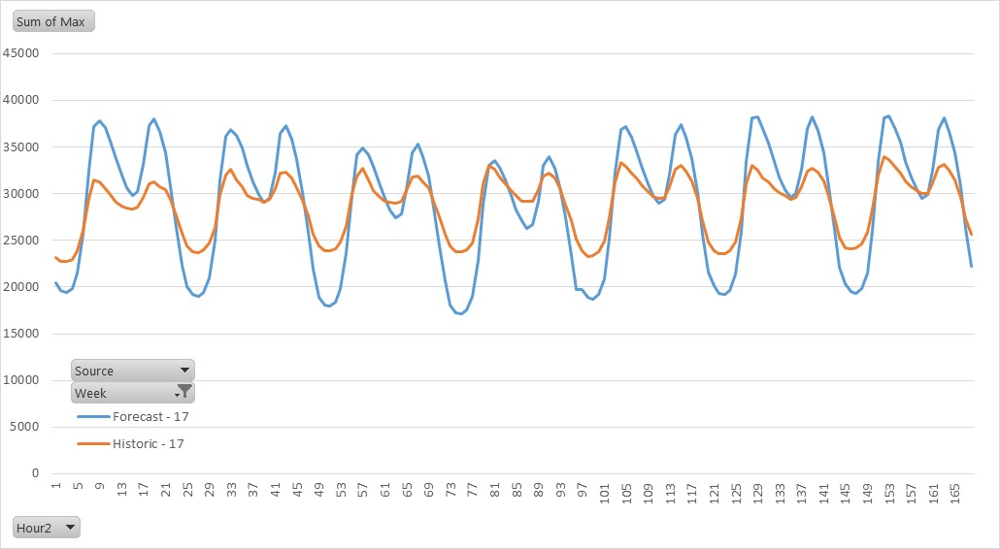 Sum of Max
45000
40000
35000
30000
25000
20000
15000
10000
5000
0
Source
Week
Forecast - 17
Historic - 17
1 5 9 13 17 21 25 29 33 37 41 45 49 53 57 61 65 69 73 77 81 85 89 93 97 101 105 109 113 117 121 125 129 133 137 141 145 149 153 157 161 165
Hour2